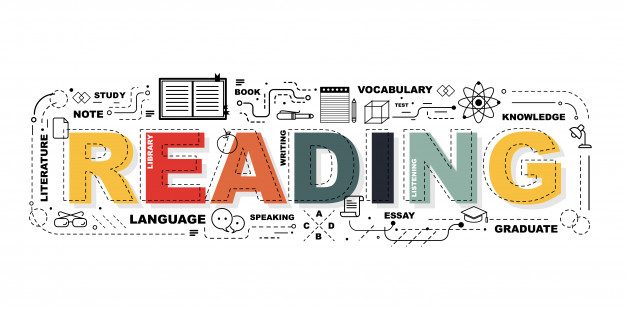 STUDY
NOTE
BOOK
VOCABULARY
TEST
KNOWLEDGE
LITERATURE
READING
LIBRARY
WRITING
LISTENING
LANGUAGE
SPEAKING
A
C D
B
ESSAY
GRADUATE